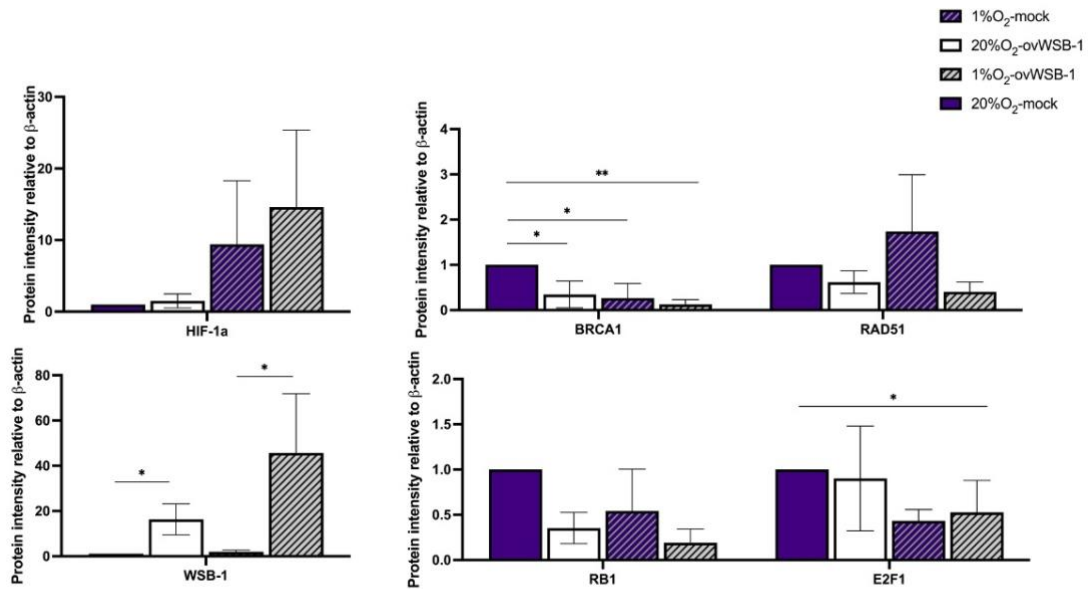 1%O₂-mock
20%O₂-ovWSB-1
1%O₂-ovWSB-1
20%O₂-mock
Protein intensity relative to β-actin
30
20
10
0
HIF-1a
Protein intensity relative to β-actin
4
3
2
1
0
**
*
*
BRCA1
RAD51
Protein intensity relative to β-actin
80
60
40
20
0
*
*
WSB-1
Protein intensity relative to β-actin
2.0
1.5
1.0
0.5
0.0
*
RB1
E2F1